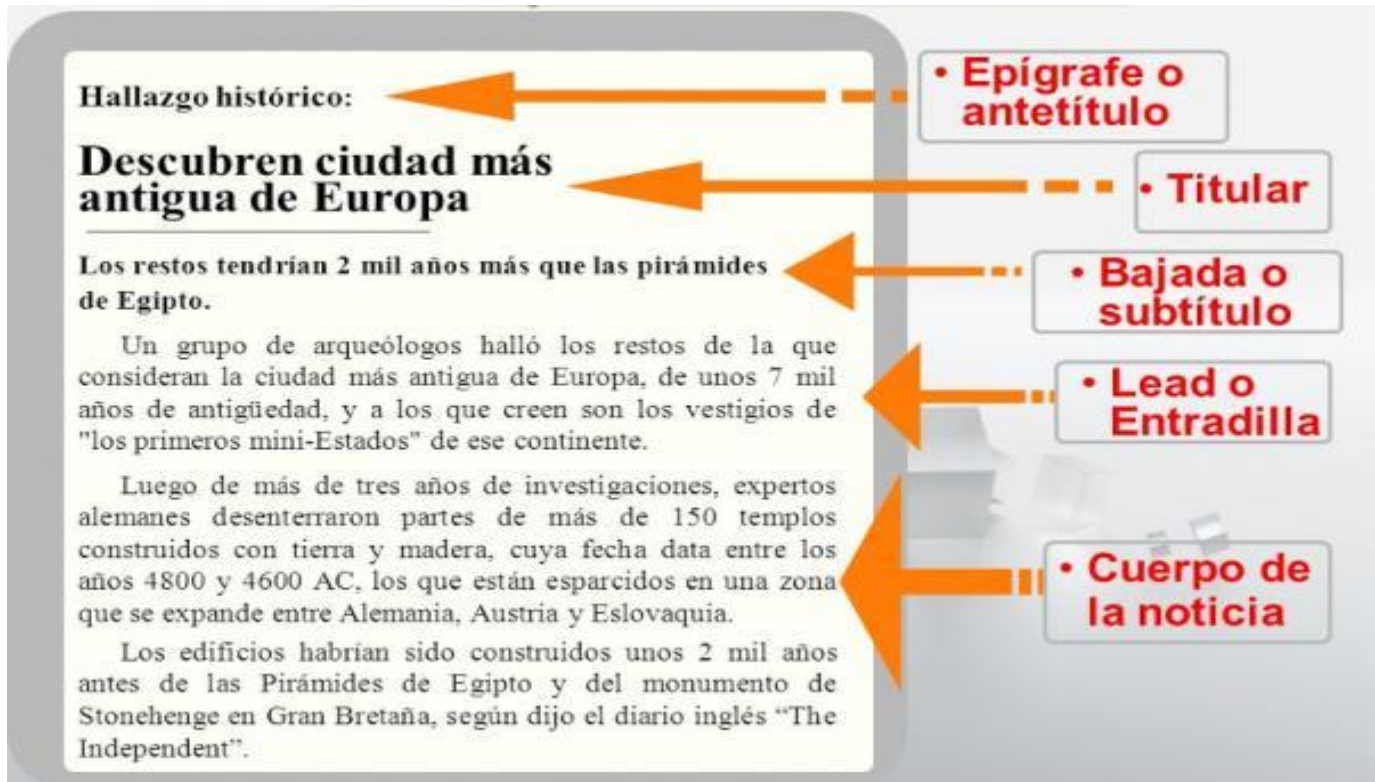 Hallazgo histórico:
Descubren ciudad más
antigua de Europa
Los restos tendrían 2 mil años más que las pirámides
de Egipto.
Un grupo de arqueólogos halló los restos de la que
consideran la ciudad más antigua de Europa, de unos 7 mil
años de antigüedad, y a los que creen son los vestigios de
"los primeros mini-Estados" de ese continente.
Luego de más de tres años de investigaciones, expertos
alemanes desenterraron partes de más de 150 templos
construidos con tierra y madera, cuya fecha data entre los
años 4800 y 4600 AC, los que están esparcidos en una zona
que se expande entre Alemania, Austria y Eslovaquia.
Los edificios habrían sido construidos unos 2 mil años
antes de las Pirámides de Egipto y del monumento de
Stonehenge en Gran Bretaña, según dijo el diario inglés “The
Independent”.
• Epígrafe o
antetítulo
• Titular
• Bajada o
subtítulo
• Lead o
Entradilla
• Cuerpo de
la noticia